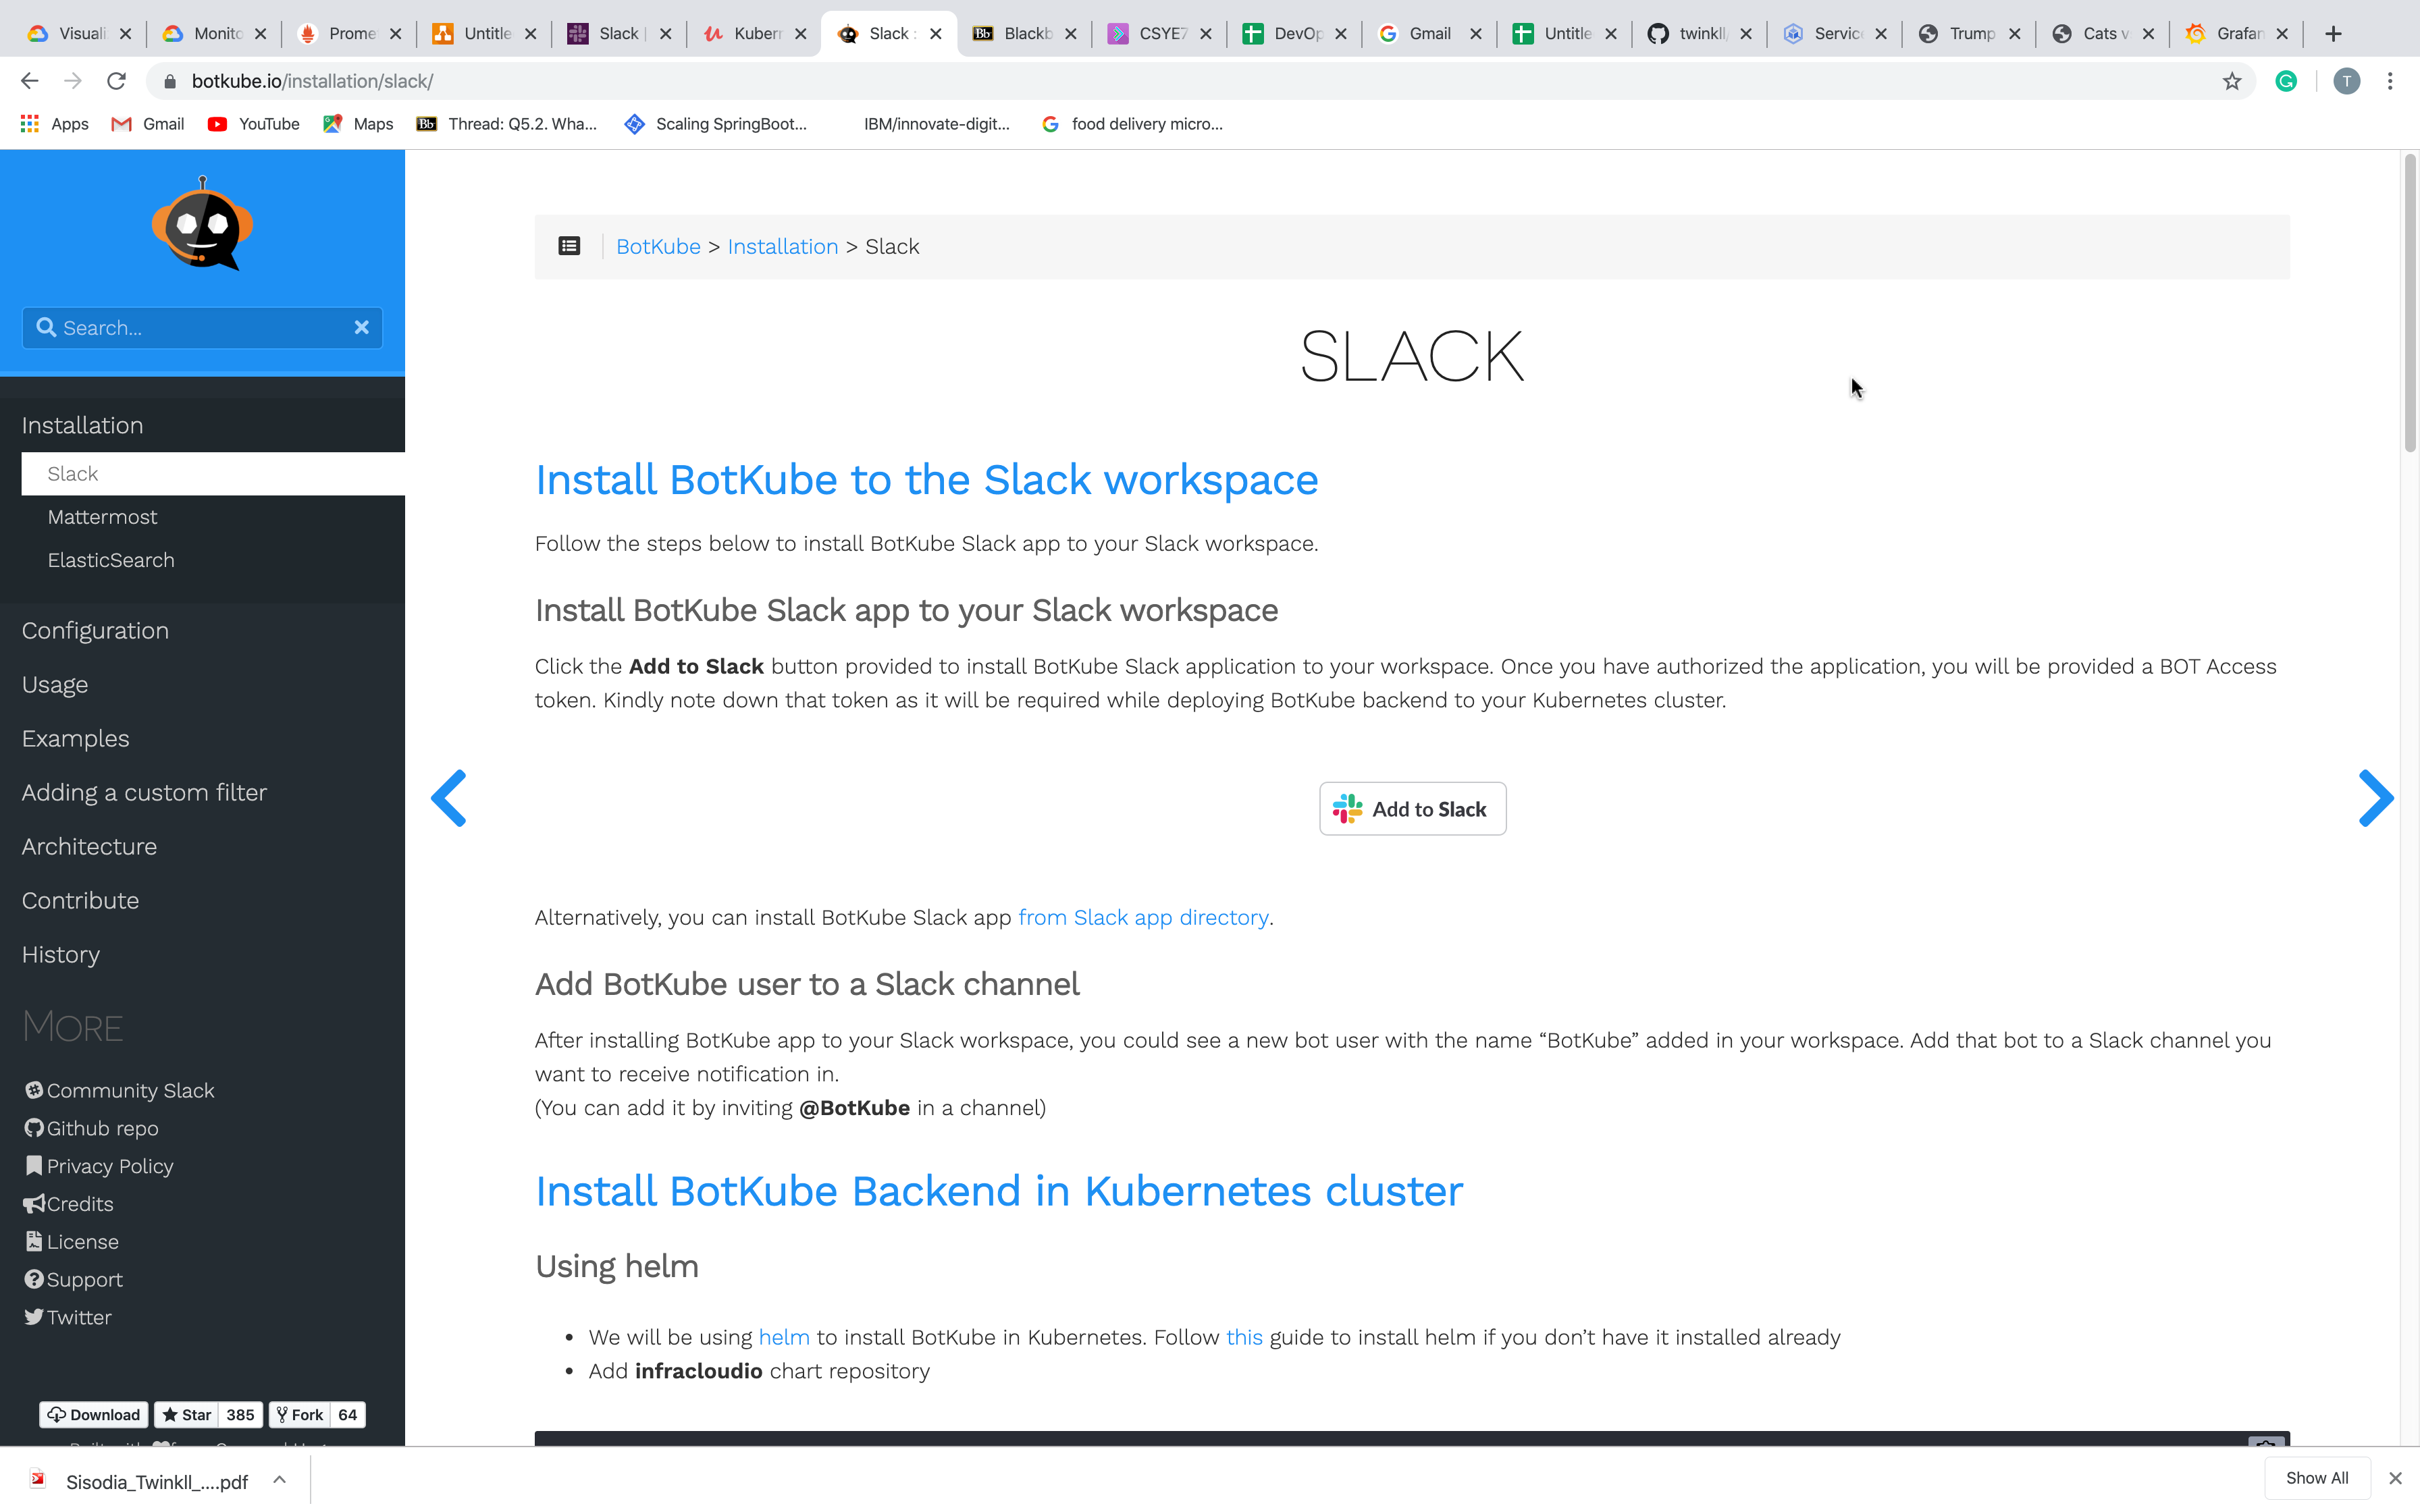 Visuali
Monito
Prome
Untitle
Slack |
Kubern
Slack :
Blackb
CSYE7
DevOp
Gmail
Untitle
twinkll/
Servic
Trump
Cats v
Grafan
botkube.io/installation/slack/
T
Apps
Gmail
YouTube
Maps
Bb
Thread: Q5.2. Wha...
Scaling SpringBoot...
IBM/innovate-digit...
food delivery micro...
Search...
Installation
Slack
Mattermost
ElasticSearch
Configuration
Usage
Examples
Adding a custom filter
Architecture
Contribute
History
MORE
Community Slack
Github repo
Privacy Policy
Credits
License
Support
Twitter
Download
Star 385
Fork 64
BotKube > Installation > Slack
SLACK
Install BotKube to the Slack workspace
Follow the steps below to install BotKube Slack app to your Slack workspace.
Install BotKube Slack app to your Slack workspace
Click the Add to Slack button provided to install BotKube Slack application to your workspace. Once you have authorized the application, you will be provided a BOT Access
token. Kindly note down that token as it will be required while deploying BotKube backend to your Kubernetes cluster.
Add to Slack
Alternatively, you can install BotKube Slack app from Slack app directory.
Add BotKube user to a Slack channel
After installing BotKube app to your Slack workspace, you could see a new bot user with the name “BotKube” added in your workspace. Add that bot to a Slack channel you
want to receive notification in.
(You can add it by inviting @BotKube in a channel)
Install BotKube Backend in Kubernetes cluster
Using helm
• We will be using helm to install BotKube in Kubernetes. Follow this guide to install helm if you don’t have it installed already
• Add infracloudio chart repository
Sisodia_Twinkll_....pdf
Show All